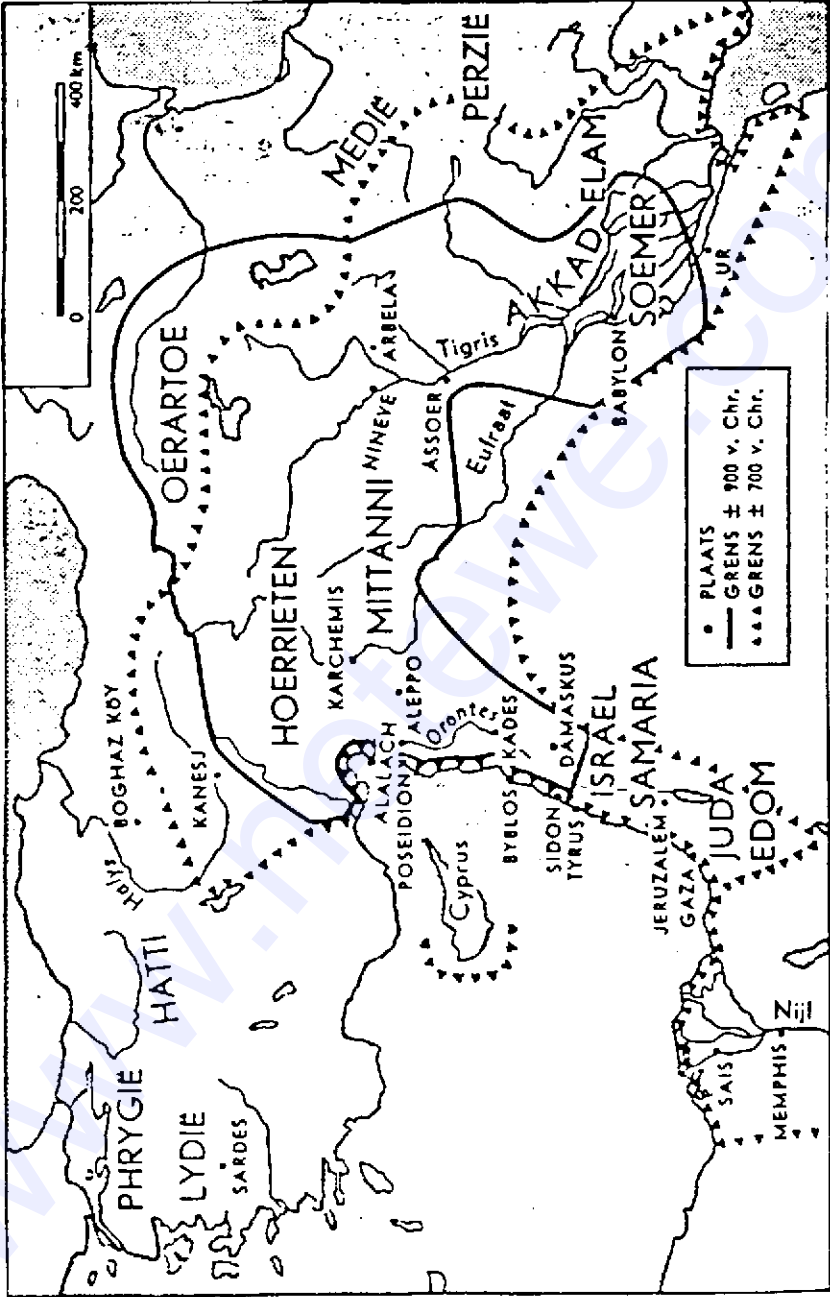 0 200 400 km
PHRYGIË
HATTI
LYDIË
SARDES
Halys
BOGHAZ KÖY
KANESJ
OERARTOE
MEDIË
PERZIË
HOERRIETEN
KARCHEMIS
MITTANNI
NINEVE
ARBELA
ASSOER
Tigris
Eufraat
AKKAD
ELAM
SOEMER
BABYLON
UR
ALALACH
POSEIDION
ALEPPO
Orontes
Cyprus
BYBLOS
KADES
SIDON
TYRUS
DAMASKUS
ISRAEL
SAMARIA
JERUZALEM
GAZA
JUDA
EDOM
SAIS
MEMPHIS
Nijl
• PLAATS
GRENS ± 900 v. Chr.
GRENS ± 700 v. Chr.